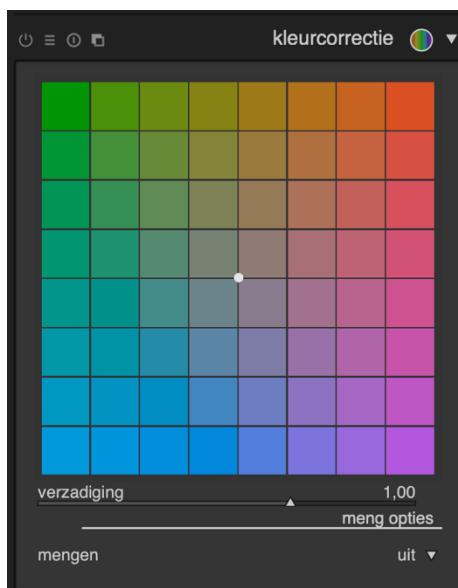 kleurcorrectie
verzadiging 1,00
meng opties
mengen uit